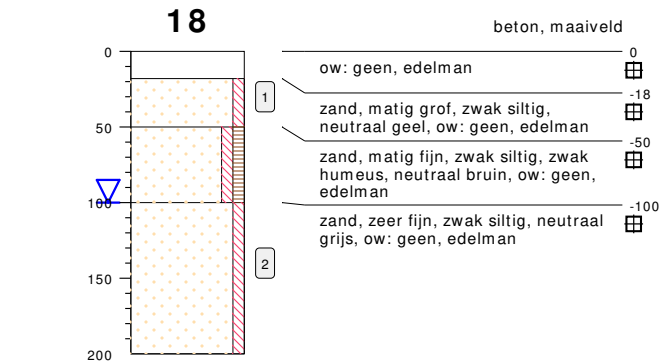 18
beton, maaiveld
0
0
ow: geen, edelman
-18
1
zand, matig grof, zwak siltig,
neutraal geel, ow: geen, edelman
50
-50
zand, matig fijn, zwak siltig, zwak
humeus, neutraal bruin, ow: geen,
edelman
100
-100
zand, zeer fijn, zwak siltig, neutraal
grijs, ow: geen, edelman
2
150
200